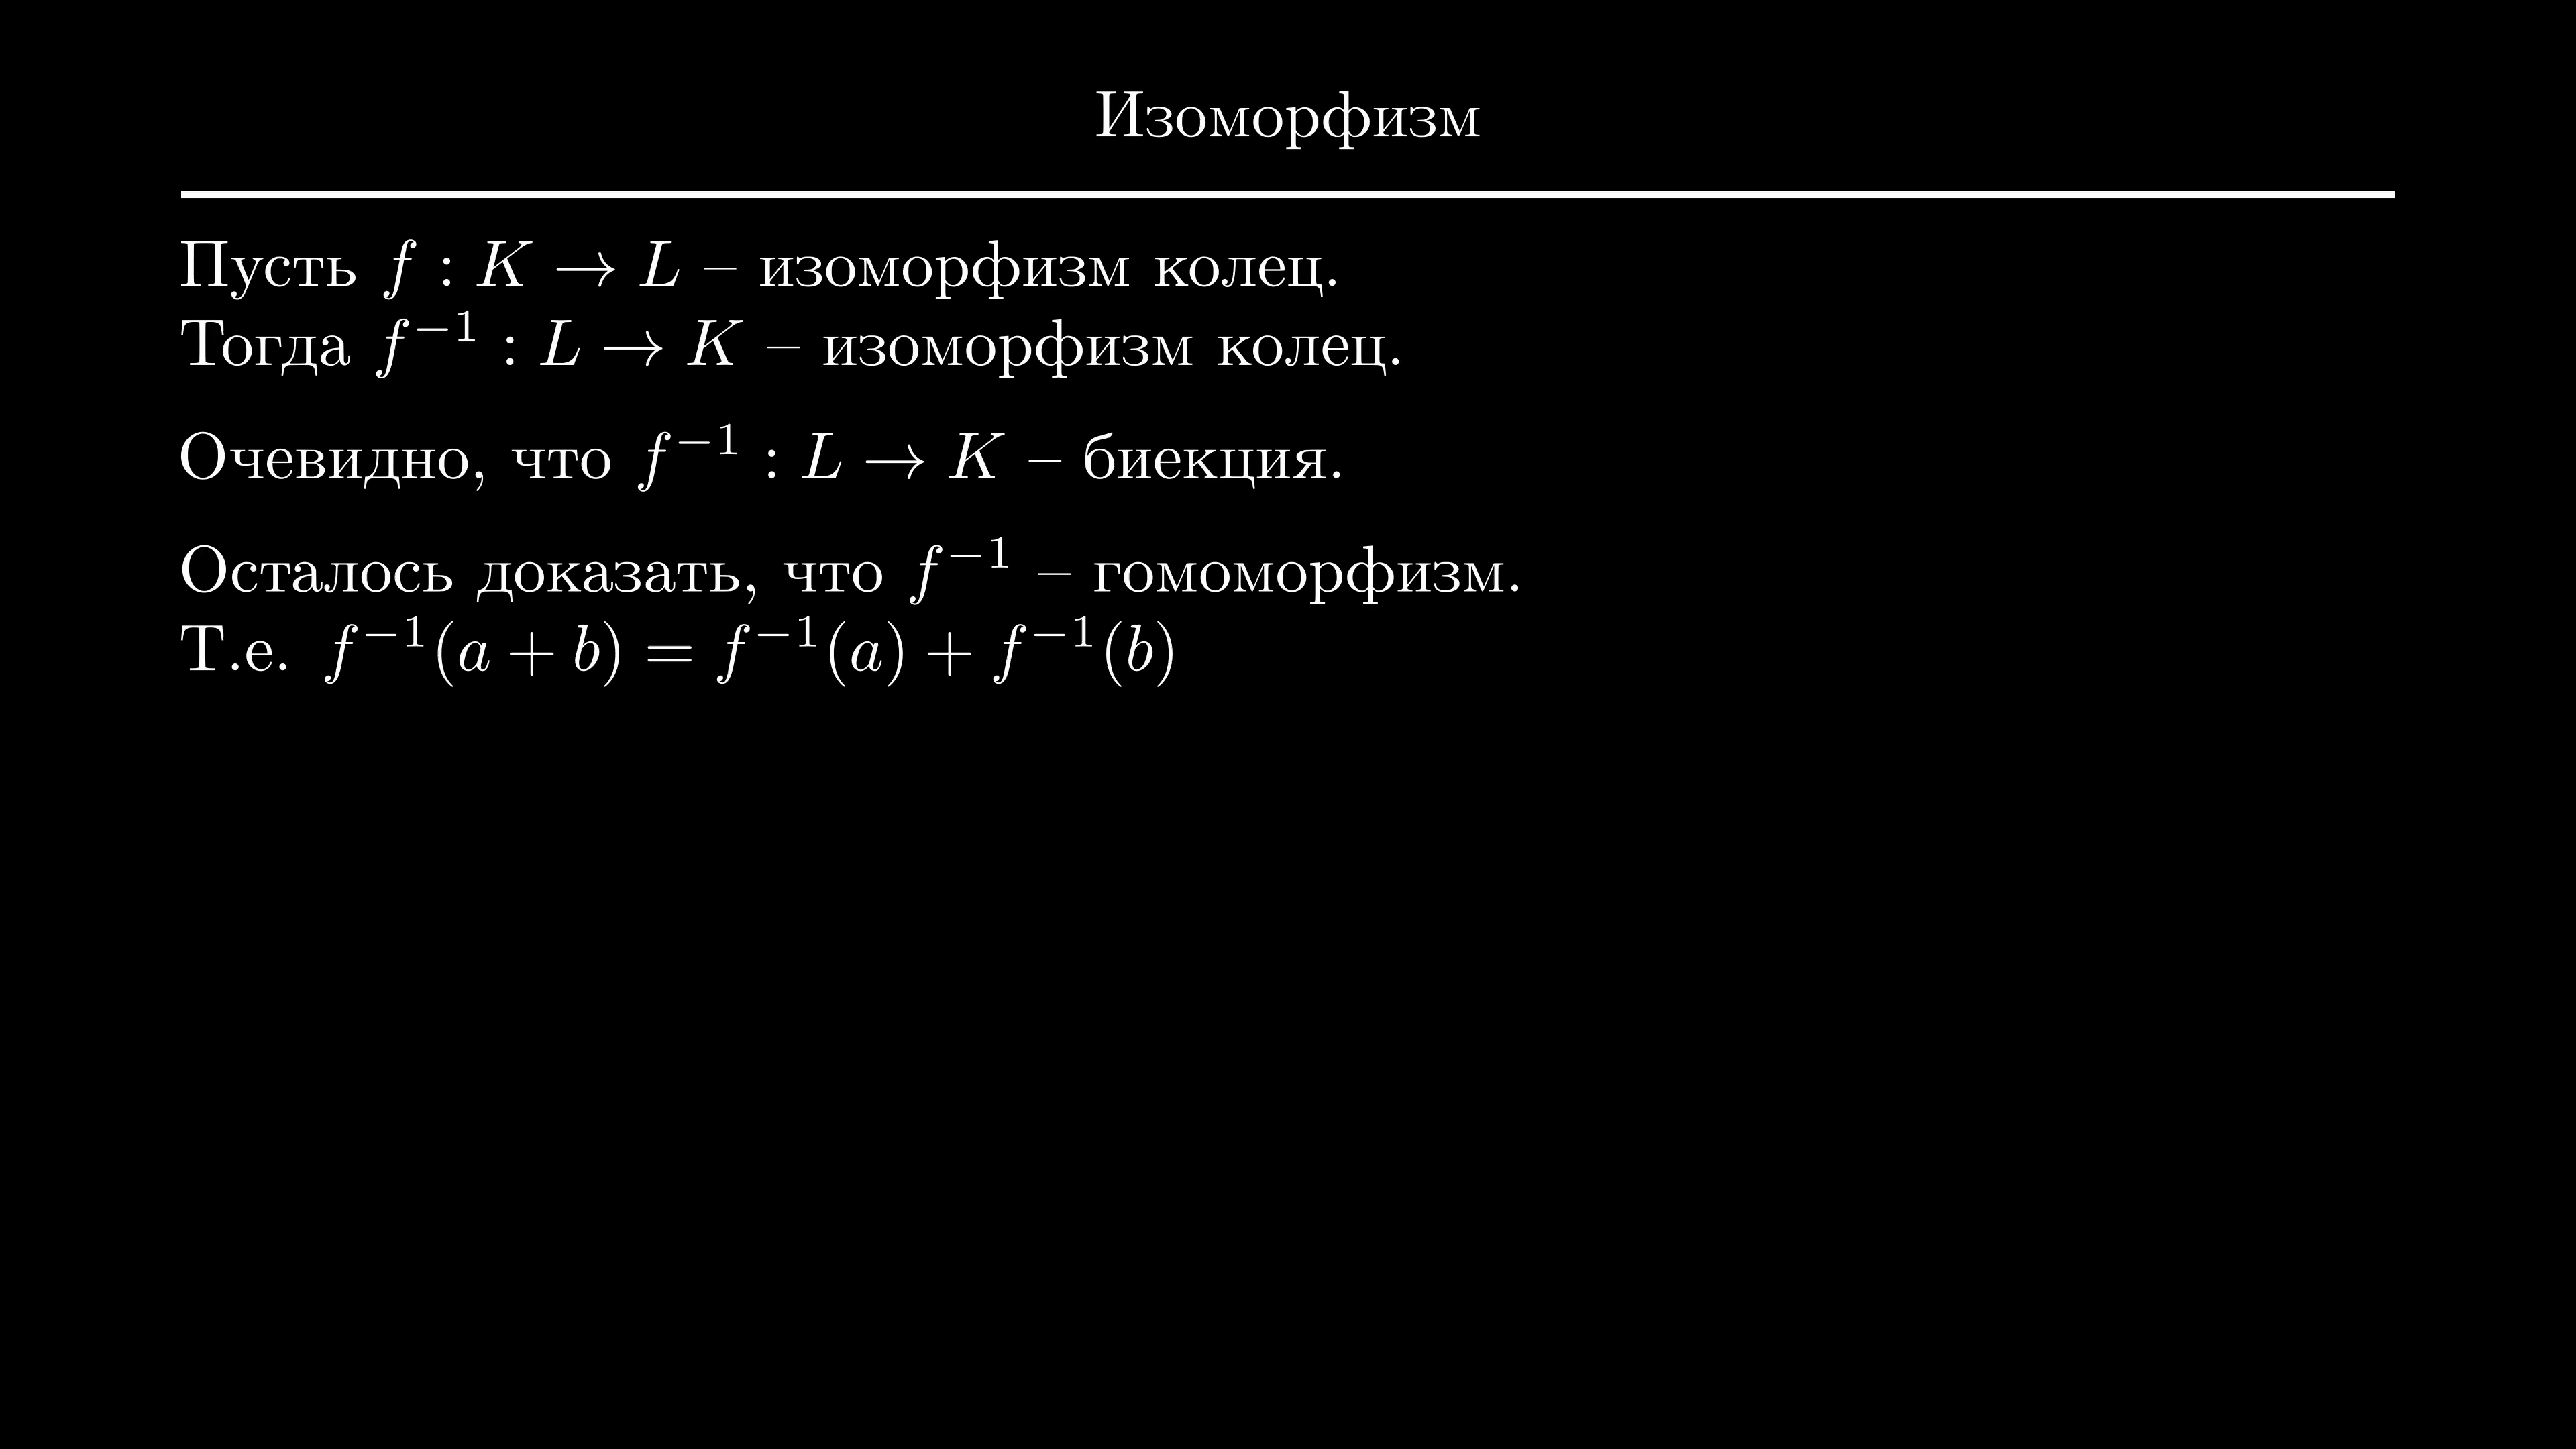 Изоморфизм
Пусть f : K → L – изоморфизм колец.
Тогда f⁻¹ : L → K – изоморфизм колец.
Очевидно, что f⁻¹ : L → K – биекция.
Осталось доказать, что f⁻¹ – гомоморфизм.
Т.е. f⁻¹(a + b) = f⁻¹(a) + f⁻¹(b)